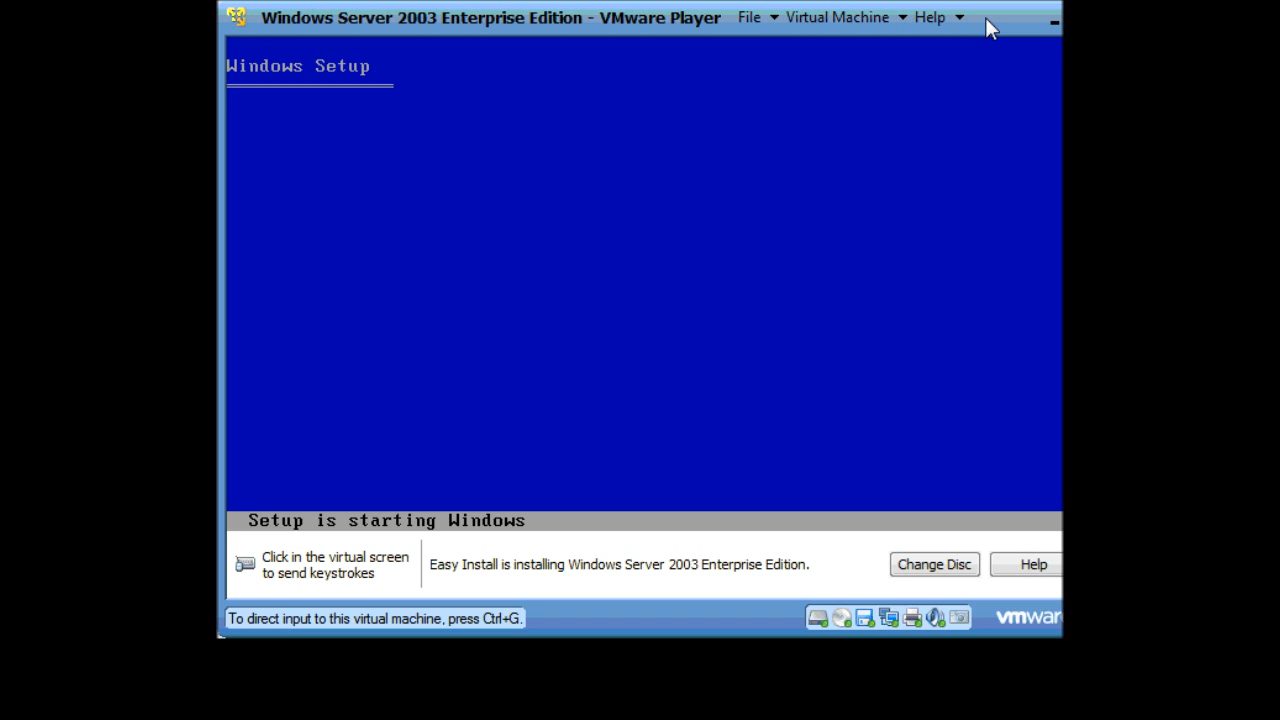 Windows Server 2003 Enterprise Edition - VMware Player File Virtual Machine Help
Windows Setup
Setup is starting Windows
Click in the virtual screen
to send keystrokes
Easy Install is installing Windows Server 2003 Enterprise Edition.
Change Disc
Help
To direct input to this virtual machine, press Ctrl+G.
vmwar